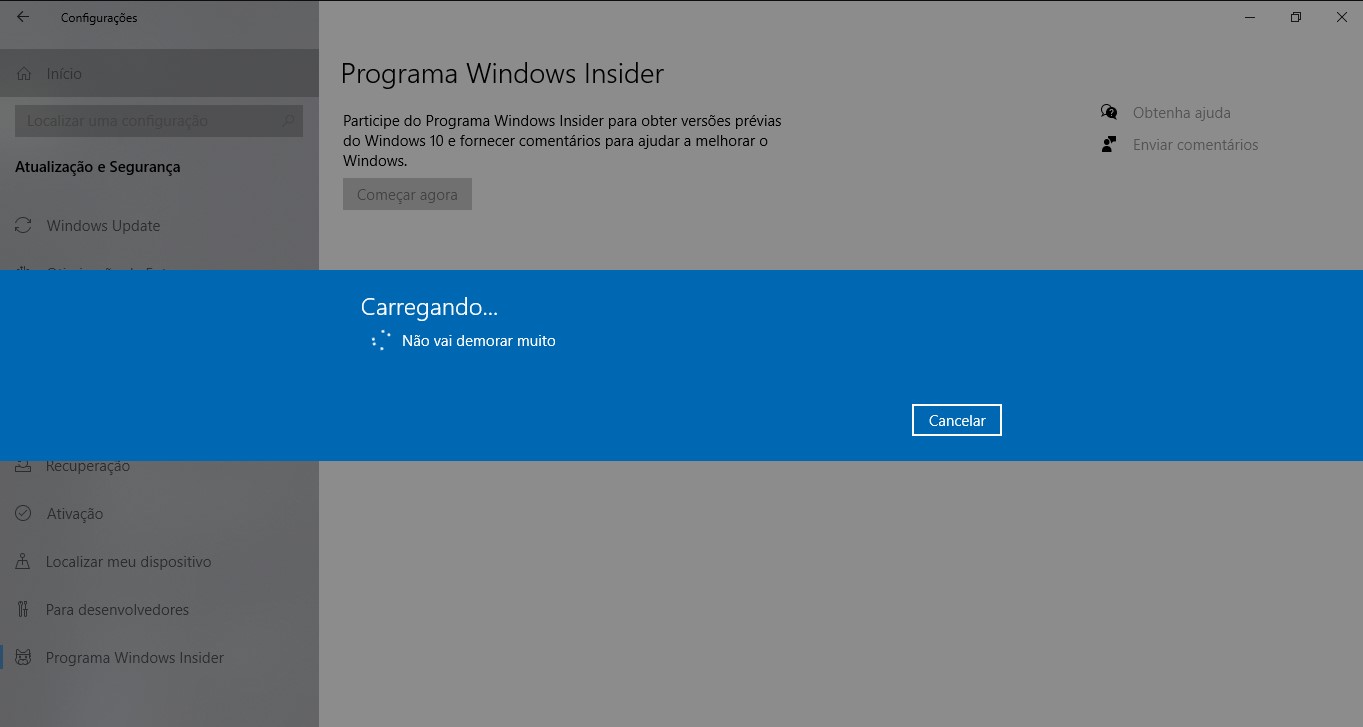 Configurações
Início
Localizar uma configuração
Atualização e Segurança
Windows Update
Recuperação
Ativação
Localizar meu dispositivo
Para desenvolvedores
Programa Windows Insider
Programa Windows Insider
Participe do Programa Windows Insider para obter versões prévias
do Windows 10 e fornecer comentários para ajudar a melhorar o
Windows.
Começar agora
Obtenha ajuda
Enviar comentários
Carregando...
Não vai demorar muito
Cancelar